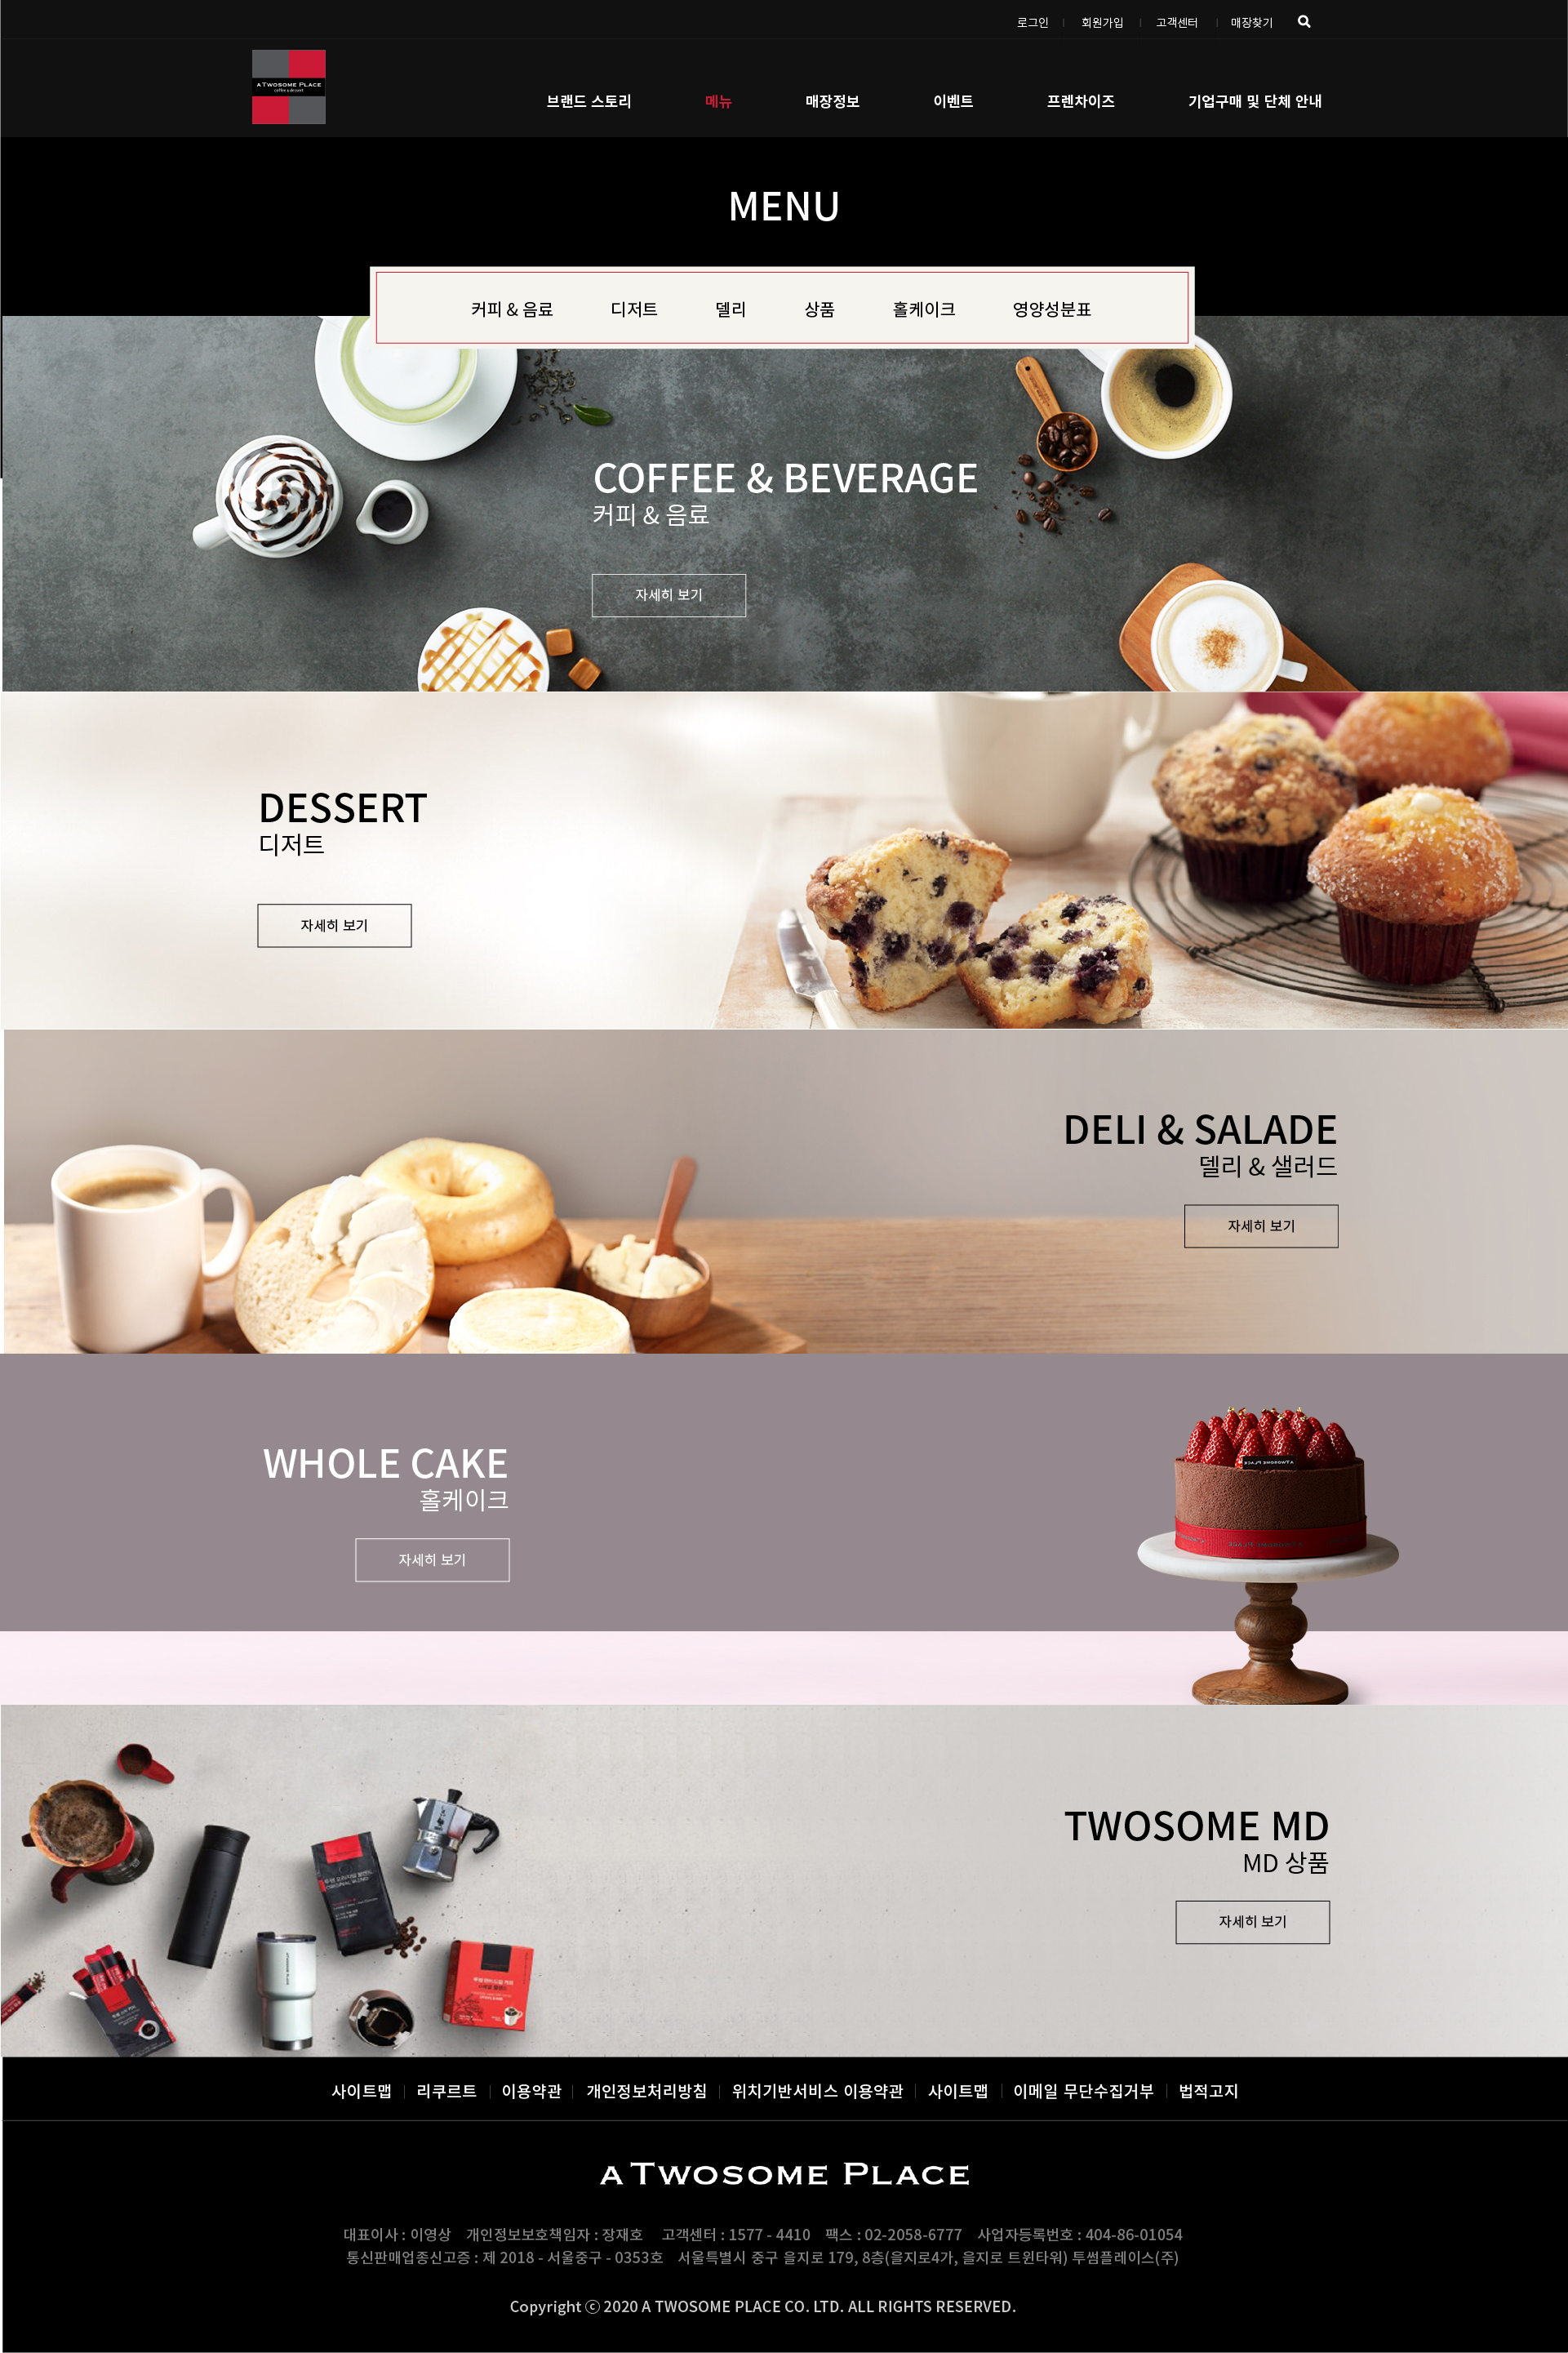 로그인 회원가입 고객센터 매장찾기
A TWOSOME PLACE
coffee & dessert
브랜드 스토리 메뉴 매장정보 이벤트 프렌차이즈 기업구매 및 단체 안내
MENU
커피 & 음료 디저트 델리 상품 홀케이크 영양성분표
COFFEE & BEVERAGE
커피 & 음료
자세히 보기
DESSERT
디저트
자세히 보기
DELI & SALADE
델리 & 샐러드
자세히 보기
WHOLE CAKE
홀케이크
자세히 보기
A TWOSOME PLACE
TWOSOME MD
MD 상품
자세히 보기
ORIGINAL BLEND
사이트맵 리쿠르트 이용약관 개인정보처리방침 위치기반서비스 이용약관 사이트맵 이메일 무단수집거부 법적고지
A TWOSOME PLACE
대표이사 : 이영상 개인정보보호책임자 : 장재호 고객센터 : 1577 - 4410 팩스 : 02-2058-6777 사업자등록번호 : 404-86-01054
통신판매업종신고증 : 제 2018 - 서울중구 - 0353호 서울특별시 중구 을지로 179, 8층(을지로4가, 을지로 트윈타워) 투썸플레이스(주)
Copyright ⓒ 2020 A TWOSOME PLACE CO. LTD. ALL RIGHTS RESERVED.